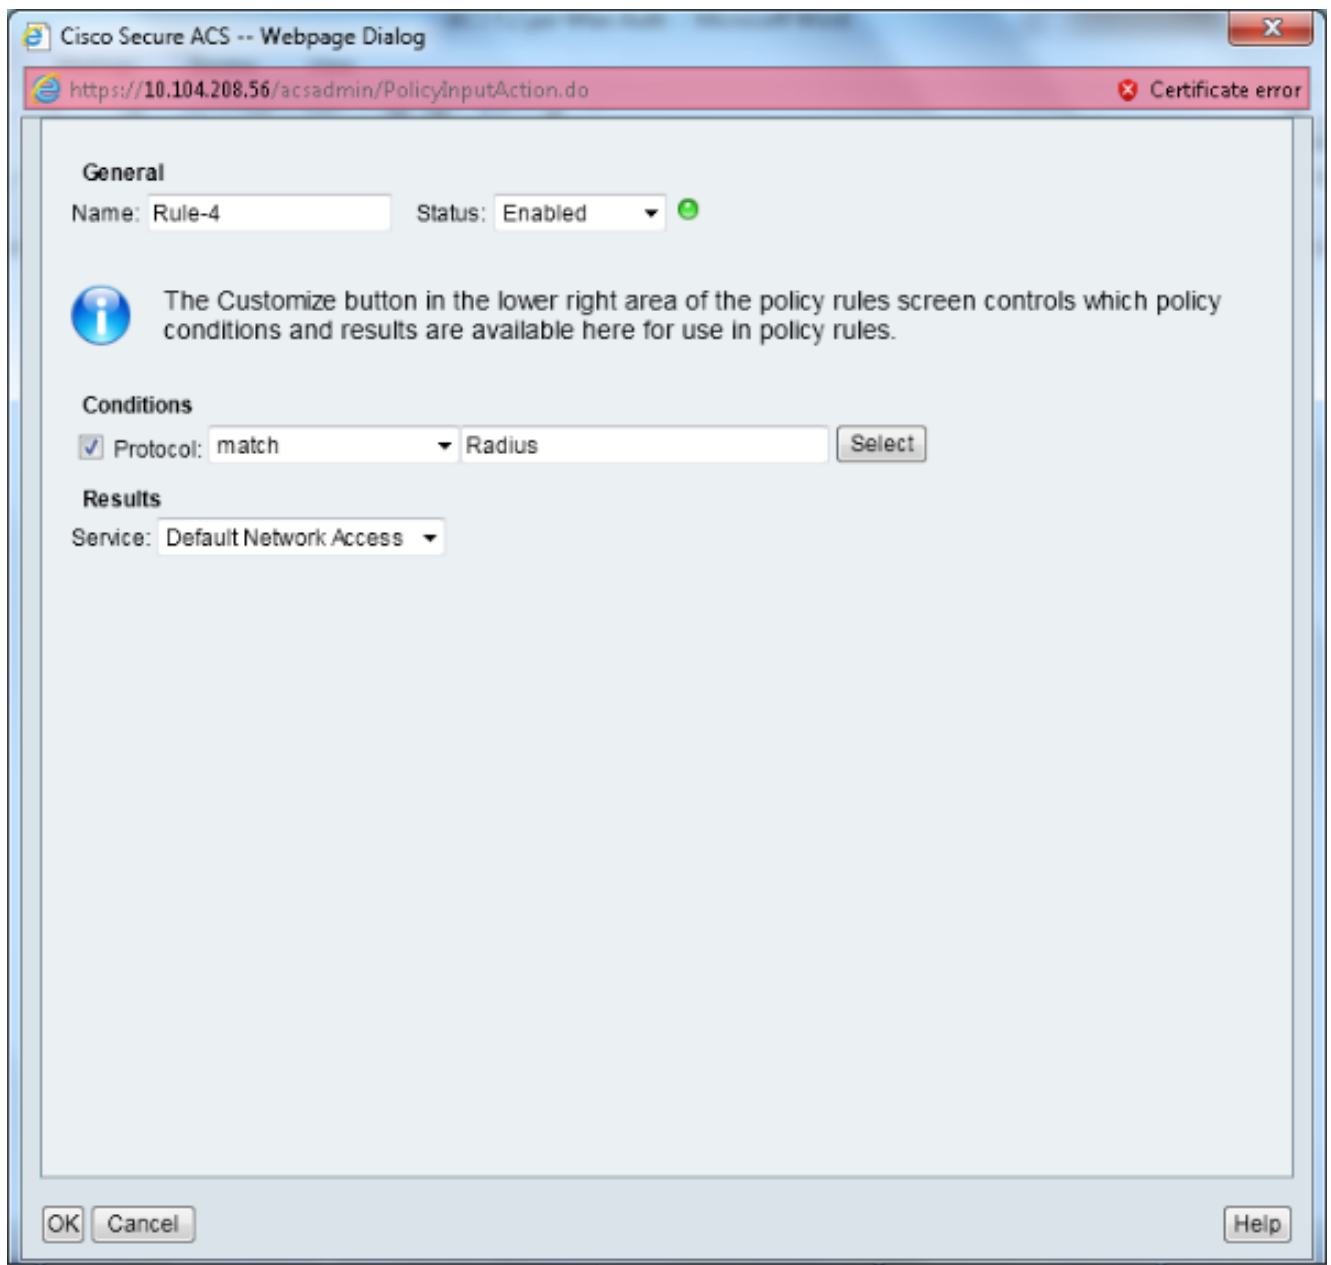 Cisco Secure ACS -- Webpage Dialog
https://10.104.208.56/acsadmin/PolicyInputAction.do Certificate error
General
Name: Rule-4 Status: Enabled
The Customize button in the lower right area of the policy rules screen controls which policy
conditions and results are available here for use in policy rules.
Conditions
Protocol: match Radius Select
Results
Service: Default Network Access
OK Cancel Help